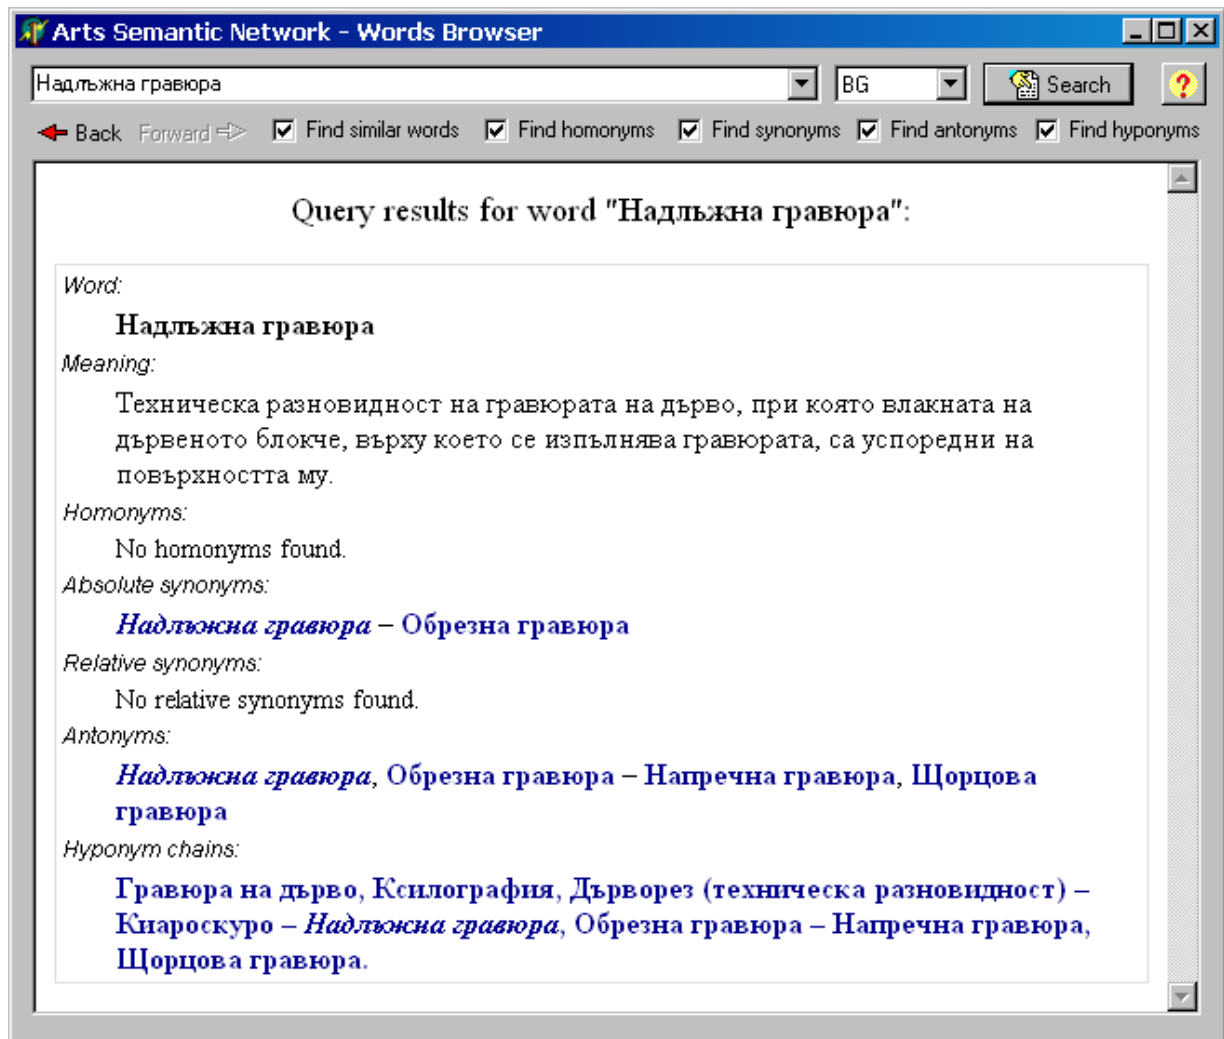 Arts Semantic Network - Words Browser
Надлъжна гравюра BG Search ?
Back Forward Find similar words Find homonyms Find synonyms Find antonyms Find hyponyms
Query results for word "Надлъжна гравюра":
Word:
Надлъжна гравюра
Meaning:
Техническа разновидност на гравюрата на дърво, при която влакната на
дървеното блокче, върху което се изпълнява гравюрата, са успоредни на
повърхността му.
Homonyms:
No homonyms found.
Absolute synonyms:
Надлъжна гравюра – Обрезна гравюра
Relative synonyms:
No relative synonyms found.
Antonyms:
Надлъжна гравюра, Обрезна гравюра – Напречна гравюра, Щорцова
гравюра
Hyponym chains:
Гравюра на дърво, Ксилография, Дърворез (техническа разновидност) –
Киароскуро – Надлъжна гравюра, Обрезна гравюра – Напречна гравюра,
Щорцова гравюра.